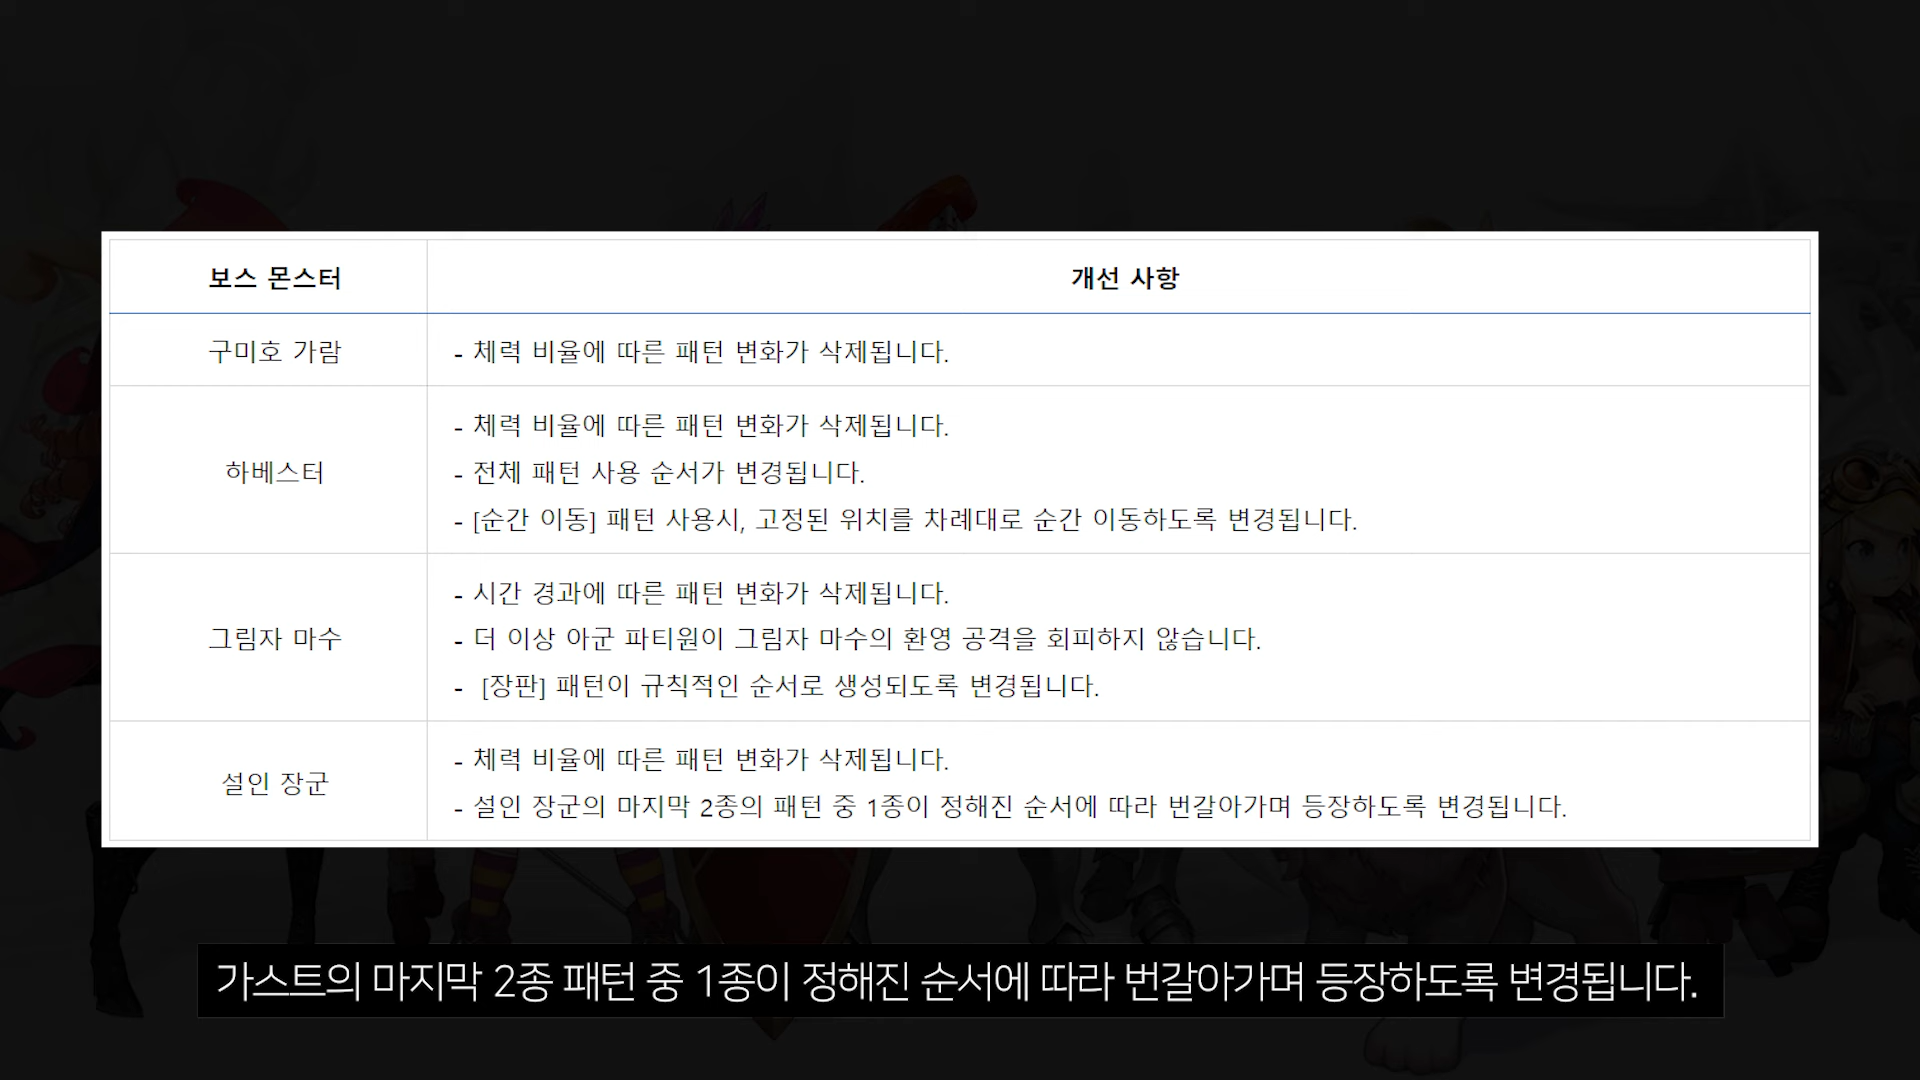 보스 몬스터
개선 사항
구미호 가람
- 체력 비율에 따른 패턴 변화가 삭제됩니다.
하베스터
- 체력 비율에 따른 패턴 변화가 삭제됩니다.
- 전체 패턴 사용 순서가 변경됩니다.
- [순간 이동] 패턴 사용시, 고정된 위치를 차례대로 순간 이동하도록 변경됩니다.
그림자 마수
- 시간 경과에 따른 패턴 변화가 삭제됩니다.
- 더 이상 아군 파티원이 그림자 마수의 환영 공격을 회피하지 않습니다.
- [장판] 패턴이 규칙적인 순서로 생성되도록 변경됩니다.
설인 장군
- 체력 비율에 따른 패턴 변화가 삭제됩니다.
- 설인 장군의 마지막 2종의 패턴 중 1종이 정해진 순서에 따라 번갈아가며 등장하도록 변경됩니다.
가스트의 마지막 2종 패턴 중 1종이 정해진 순서에 따라 번갈아가며 등장하도록 변경됩니다.